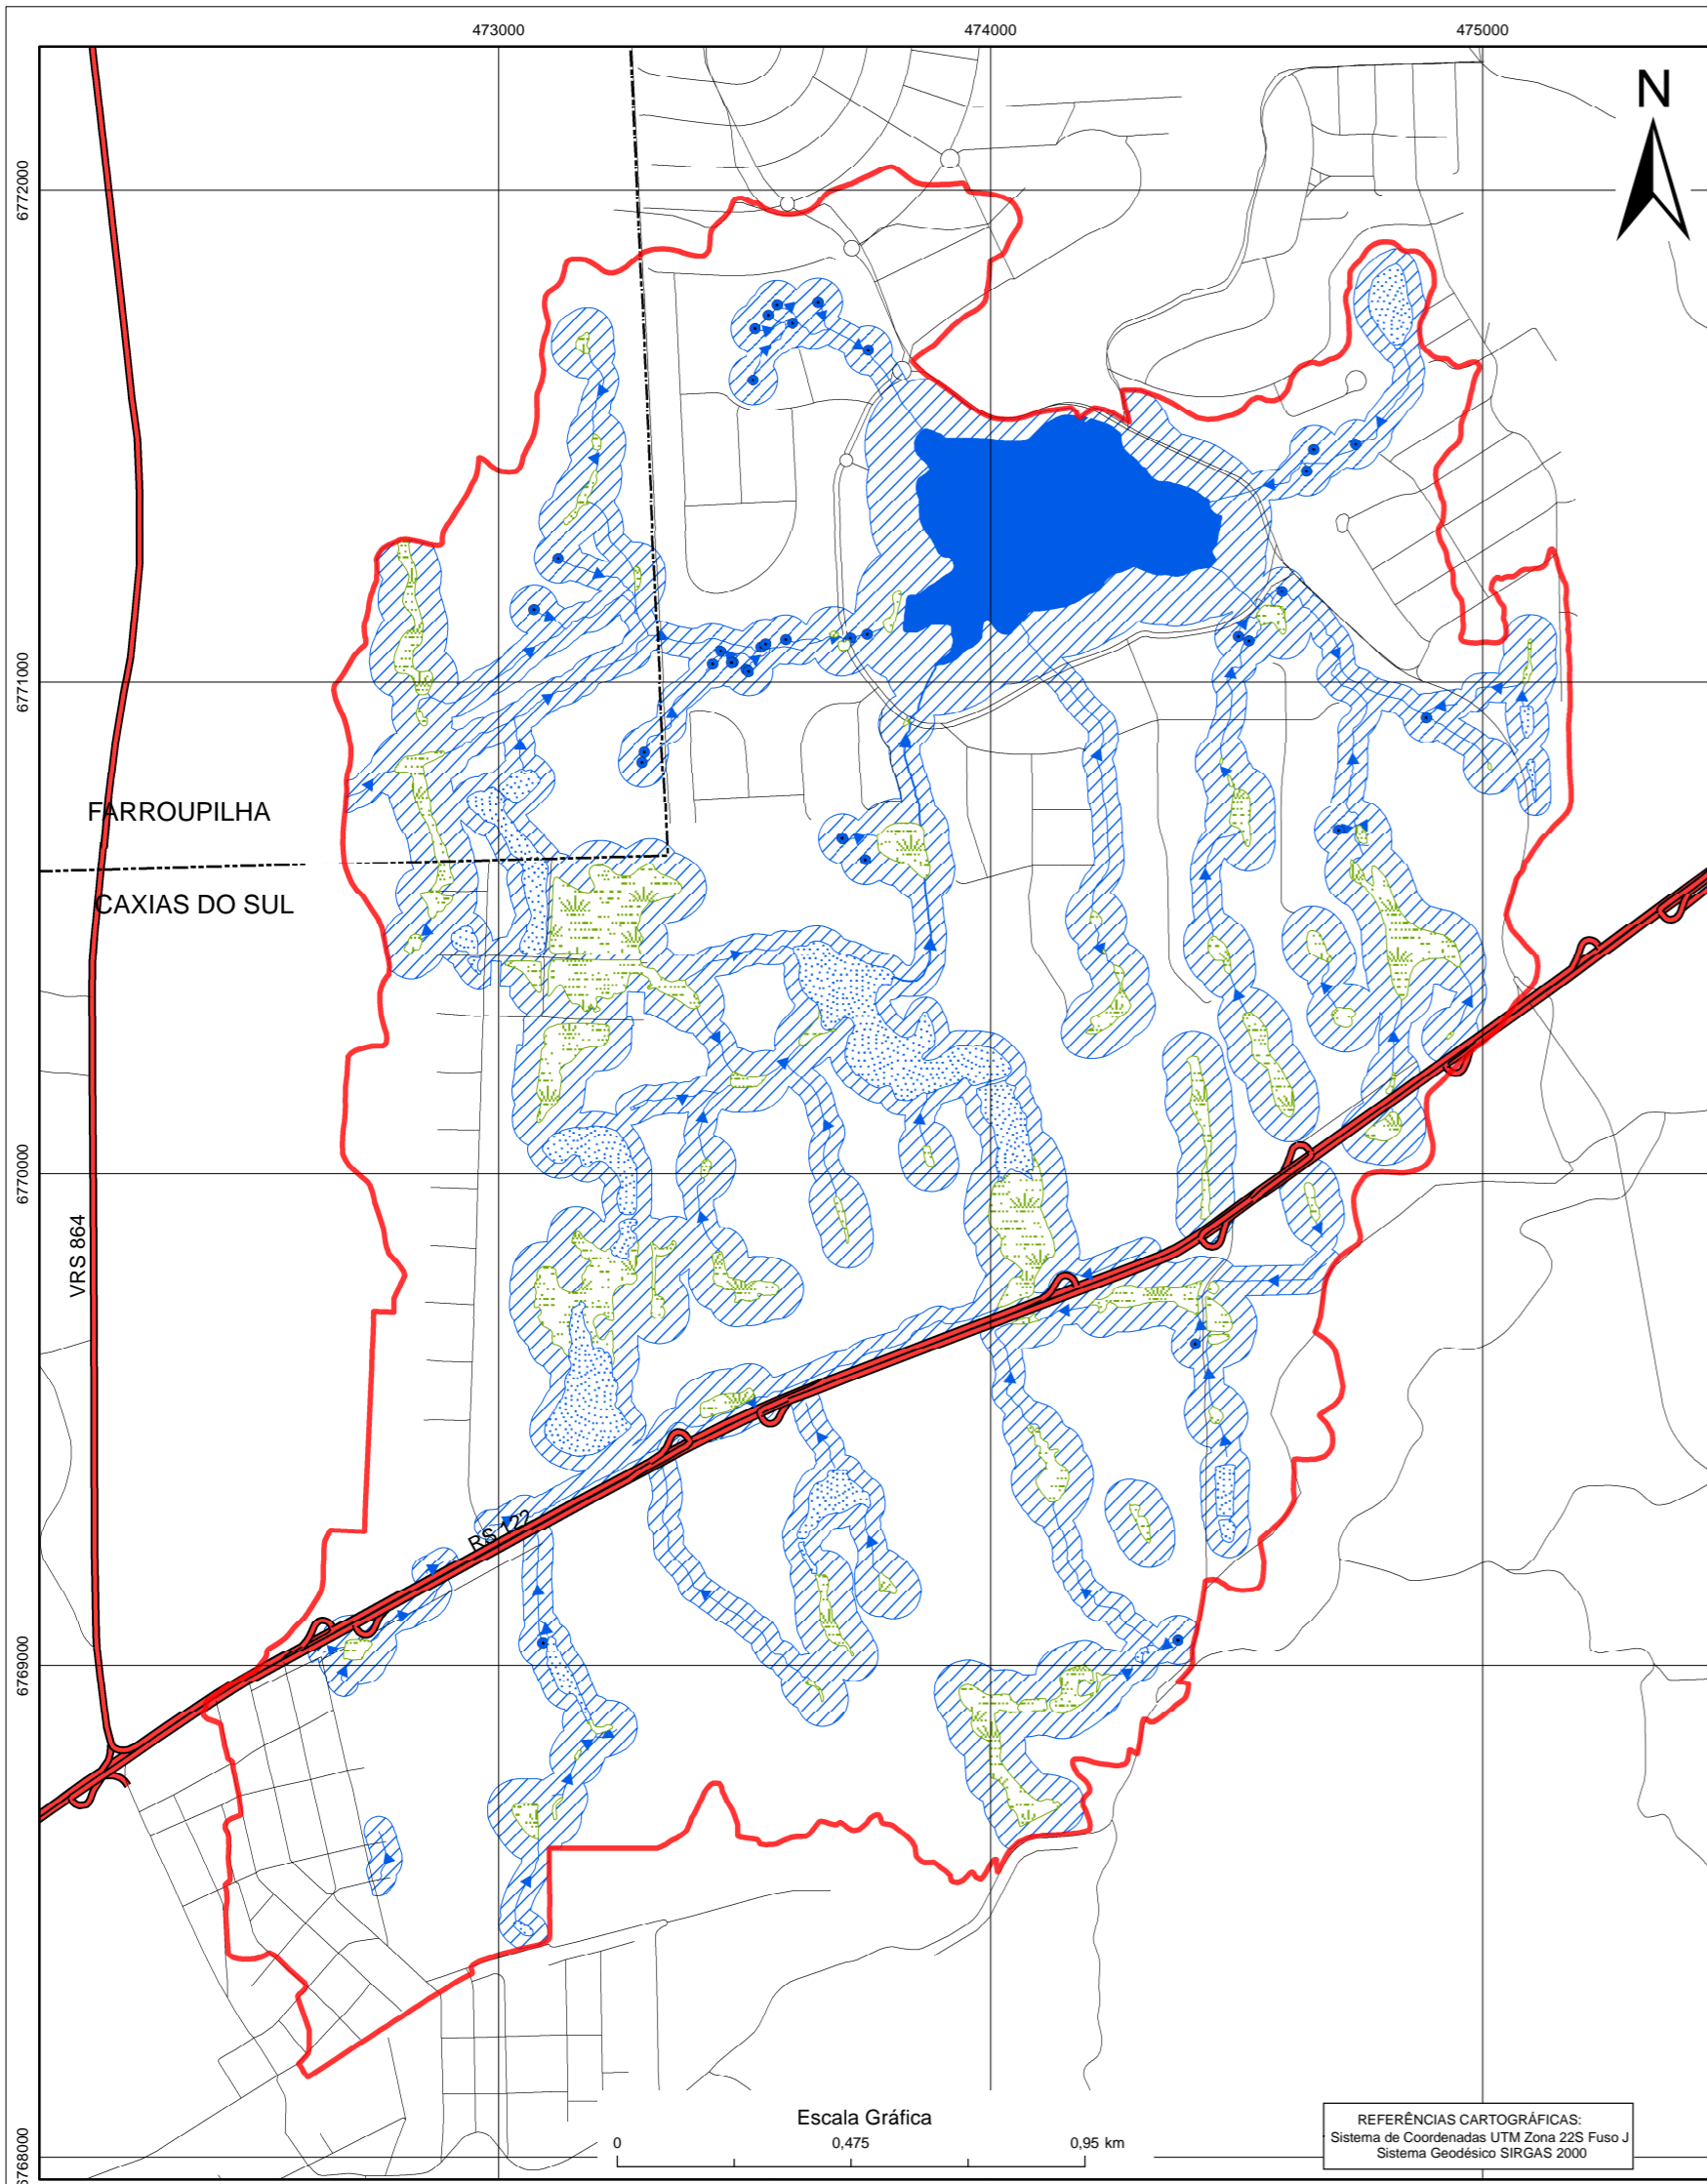 473000
474000
475000
N
6772000
6771000
FARROUPILHA
CAXIAS DO SUL
6770000
VRS 864
RS 122
6769000
6768000
Escala Gráfica
0 0,475 0,95 km
REFERÊNCIAS CARTOGRÁFICAS:
Sistema de Coordenadas UTM Zona 22S Fuso J
Sistema Geodésico SIRGAS 2000